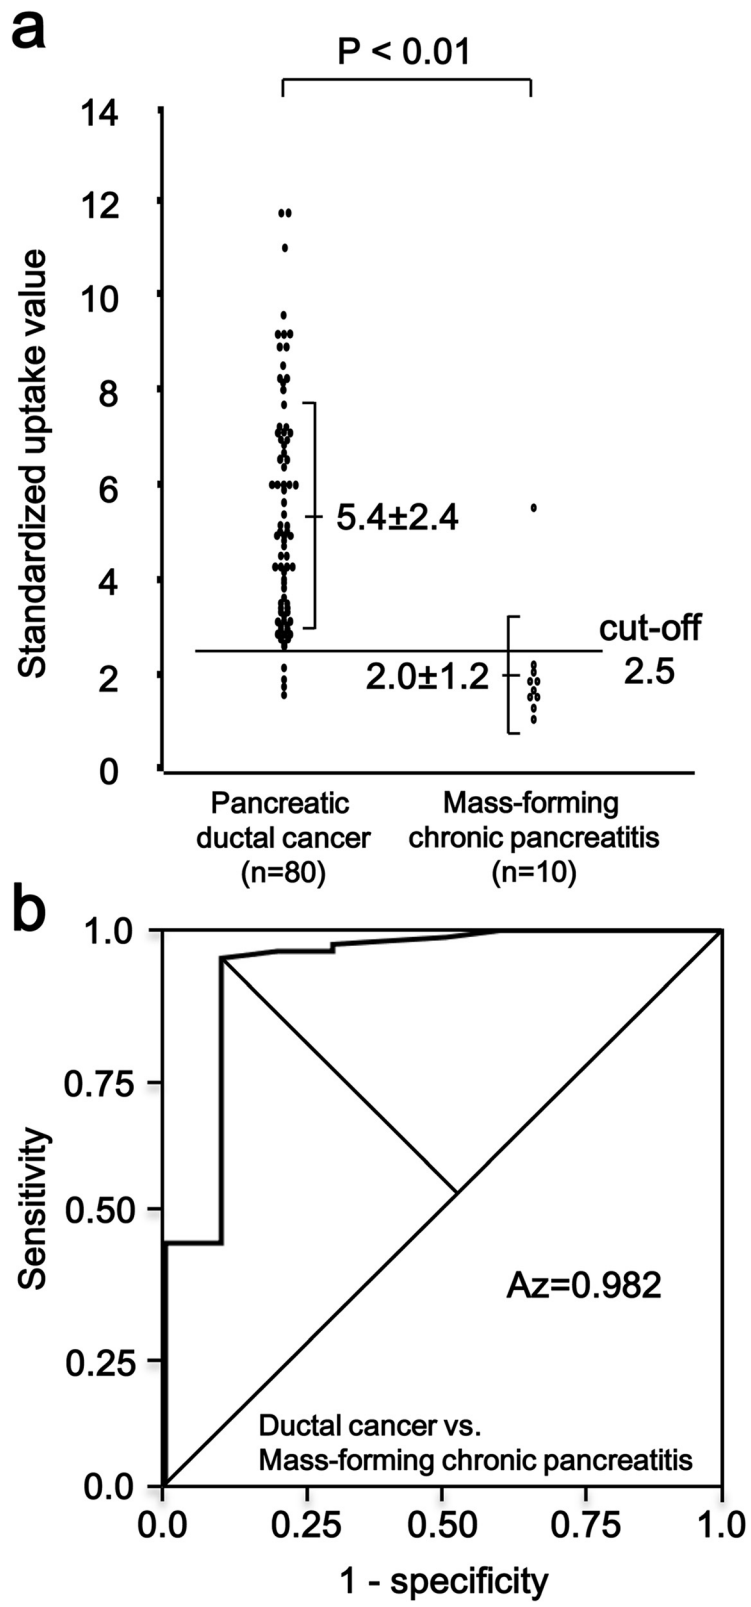 a
P < 0.01
14
12
10
8
6
4
2
0
Standardized uptake value
5.4±2.4
2.0±1.2
cut-off
2.5
Pancreatic
ductal cancer
(n=80)
Mass-forming
chronic pancreatitis
(n=10)
b
1.0
0.75
0.50
0.25
0.0
Sensitivity
Az=0.982
Ductal cancer vs.
Mass-forming chronic pancreatitis
0.0 0.25 0.50 0.75 1.0
1 - specificity